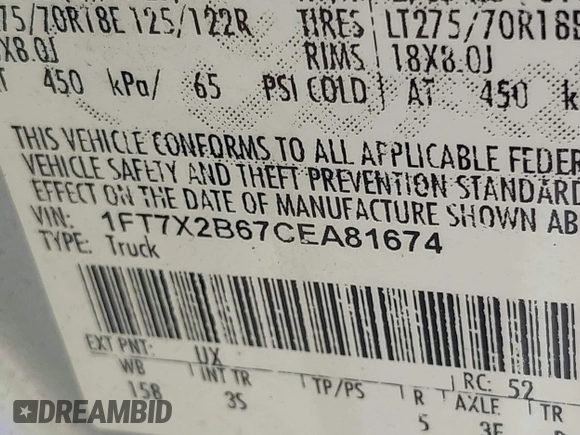 75/70R18E 125/122R TIRES LT275/70R18E
X8.0J RIMS 18X8.0J
AT 450 kPa/ 65 PSI COLD AT 450 k
THIS VEHICLE CONFORMS TO ALL APPLICABLE FEDER
VEHICLE SAFETY AND THEFT PREVENTION STANDARD
EFFECT ON THE DATE OF MANUFACTURE SHOWN AB
VIN: 1FT7X2B67CEA81674
TYPE: Truck
EXT PNT: UX RC: 52
WB INT TR TP/PS R AXLE TR
158 3S 5 3E
DREAMBID